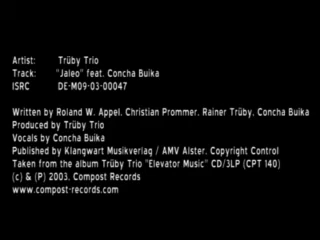 Artist: Trüby Trio
Track: "Jaleo" feat. Concha Buika
ISRC DE-M09-03-00047
Written by Roland W. Appel. Christian Prommer. Rainer Trüby. Concha Buika
Produced by Trüby Trio
Vocals by Concha Buika
Published by Klangwart Musikverlag / AMV Alster. Copyright Control
Taken from the album Trüby Trio "Elevator Music" CD/3LP (CPT 140)
(c) & (P) 2003. Compost Records
www.compost-records.com